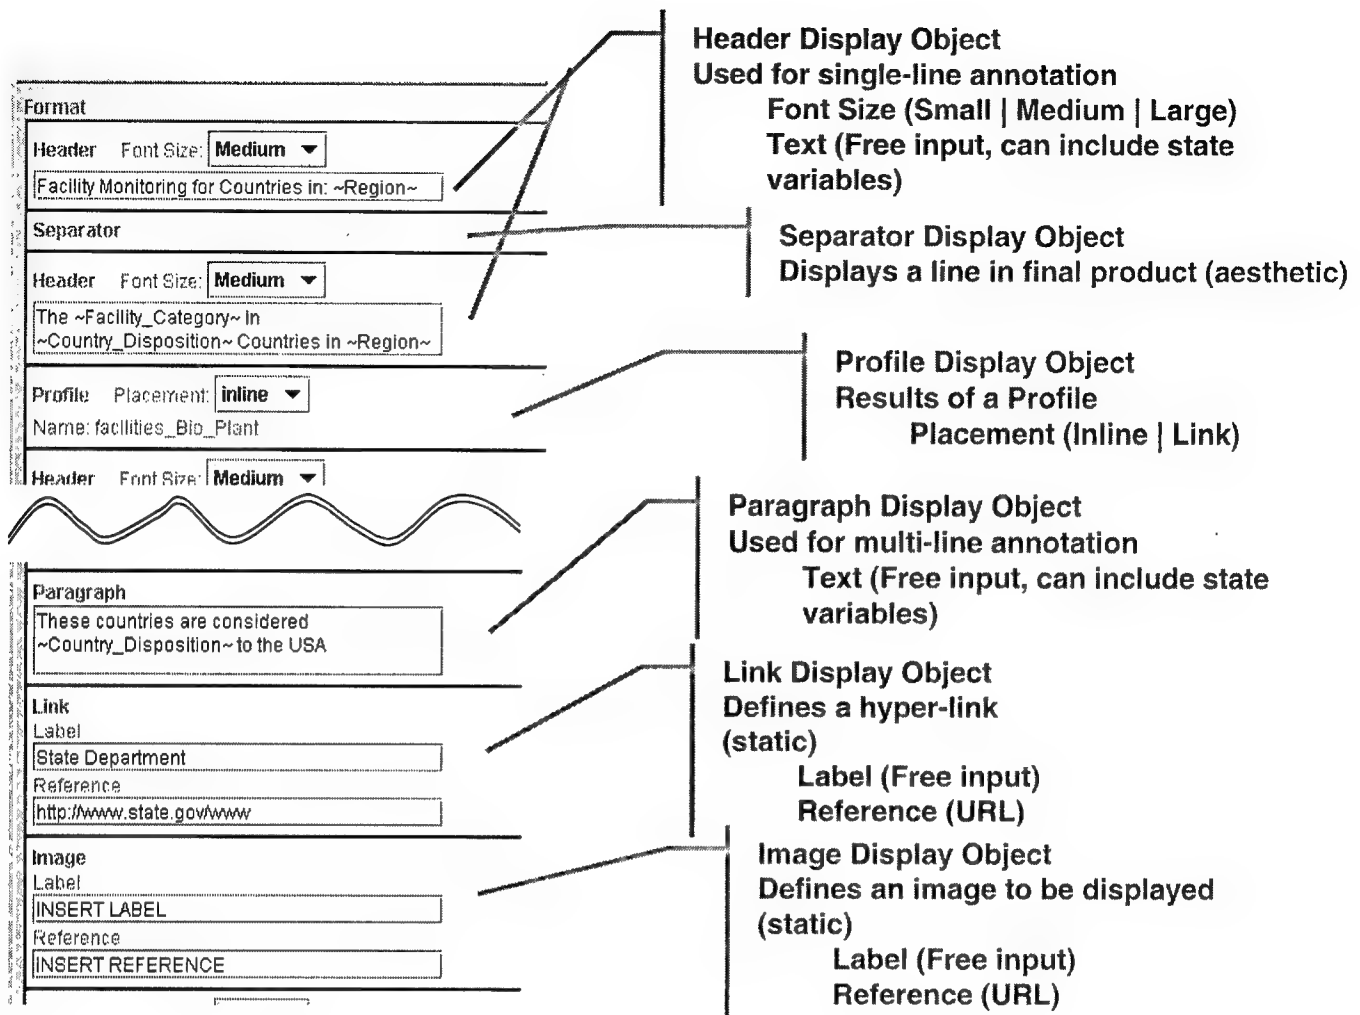 Format
Header Font Size: Medium
Facility Monitoring for Countries in: ~Region~
Separator
Header Font Size: Medium
The ~Facility_Category~ in
~Country_Disposition~ Countries in ~Region~
Profile Placement: inline
Name: facilities_Bio_Plant
Header Font Size: Medium
Paragraph
These countries are considered
~Country_Disposition~ to the USA
Link
Label
State Department
Reference
http://www.state.gov/www
Image
Label
INSERT LABEL
Reference
INSERT REFERENCE
Header Display Object
Used for single-line annotation
Font Size (Small | Medium | Large)
Text (Free input, can include state
variables)
Separator Display Object
Displays a line in final product (aesthetic)
Profile Display Object
Results of a Profile
Placement (Inline | Link)
Paragraph Display Object
Used for multi-line annotation
Text (Free input, can include state
variables)
Link Display Object
Defines a hyper-link
(static)
Label (Free input)
Reference (URL)
Image Display Object
Defines an image to be displayed
(static)
Label (Free input)
Reference (URL)